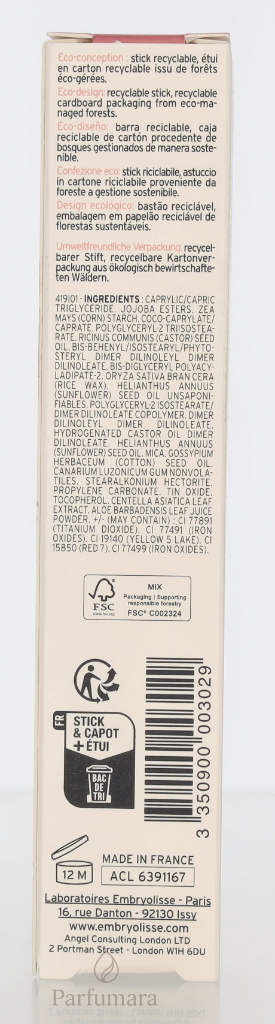 Eco-conception : stick recyclable, étui
en carton recyclable issu de forêts
éco-gérées.
Eco-design: recyclable stick, recyclable
cardboard packaging from eco-ma-
naged forests.
Eco-diseño: barra reciclable, caja
reciclable de cartón procedente de
bosques gestionados de manera soste-
nible.
Confezione eco: stick riciclabile, astuccio
in cartone riciclabile proveniente da
foreste a gestione sostenibile.
Design ecológico: bastão reciclável,
embalagem em papelão reciclável de
florestas sustentáveis.
Umweltfreundliche Verpackung: recycel-
barer Stift, recycelbare Kartonver-
packung aus ökologisch bewirtschafte-
ten Wäldern.
419|01 - INGREDIENTS : CAPRYLIC/CAPRIC
TRIGLYCERIDE. JOJOBA ESTERS. ZEA
MAYS (CORN) STARCH. COCO-CAPRYLATE/
CAPRATE. POLYGLYCERYL-2 TRIISOSTEA-
RATE. RICINUS COMMUNIS (CASTOR) SEED
OIL. BIS-BEHENYL/ISOSTEARYL/PHYTO-
STERYL DIMER DILINOLEYL DIMER
DILINOLEATE. BIS-DIGLYCERYL POLYACY-
LADIPATE-2. ORYZA SATIVA BRAN CERA
(RICE WAX). HELIANTHUS ANNUUS
(SUNFLOWER) SEED OIL UNSAPONI-
FIABLES. POLYGLYCERYL-2 ISOSTEARATE/
DIMER DILINOLEATE COPOLYMER. DIMER
DILINOLEYL DIMER DILINOLEATE.
HYDROGENATED CASTOR OIL DIMER
DILINOLEATE. HELIANTHUS ANNUUS
(SUNFLOWER) SEED OIL. MICA. GOSSYPIUM
HERBACEUM (COTTON) SEED OIL.
CANARIUM LUZONICUM GUM NONVOLA-
TILES. STEARALKONIUM HECTORITE.
PROPYLENE CARBONATE. TIN OXIDE.
TOCOPHEROL. CENTELLA ASIATICA LEAF
EXTRACT. ALOE BARBADENSIS LEAF JUICE
POWDER. +/- (MAY CONTAIN) : CI 77891
(TITANIUM DIOXIDE). CI 77491 (IRON
OXIDES). CI 19140 (YELLOW 5 LAKE). CI
15850 (RED 7). CI 77499 (IRON OXIDES).
FSC
www.fsc.org
MIX
Packaging | Supporting
responsible forestry
FSC® C002324
FR
STICK
& CAPOT
+ ÉTUI
BAC
DE
TRI
3 350900 003029
12 M
MADE IN FRANCE
ACL 6391167
Laboratoires Embryolisse - Paris
16, rue Danton - 92130 Issy
www.embryolisse.com
Angel Consulting London LTD
2 Portman Street - London W1H 6DU
Parfumara